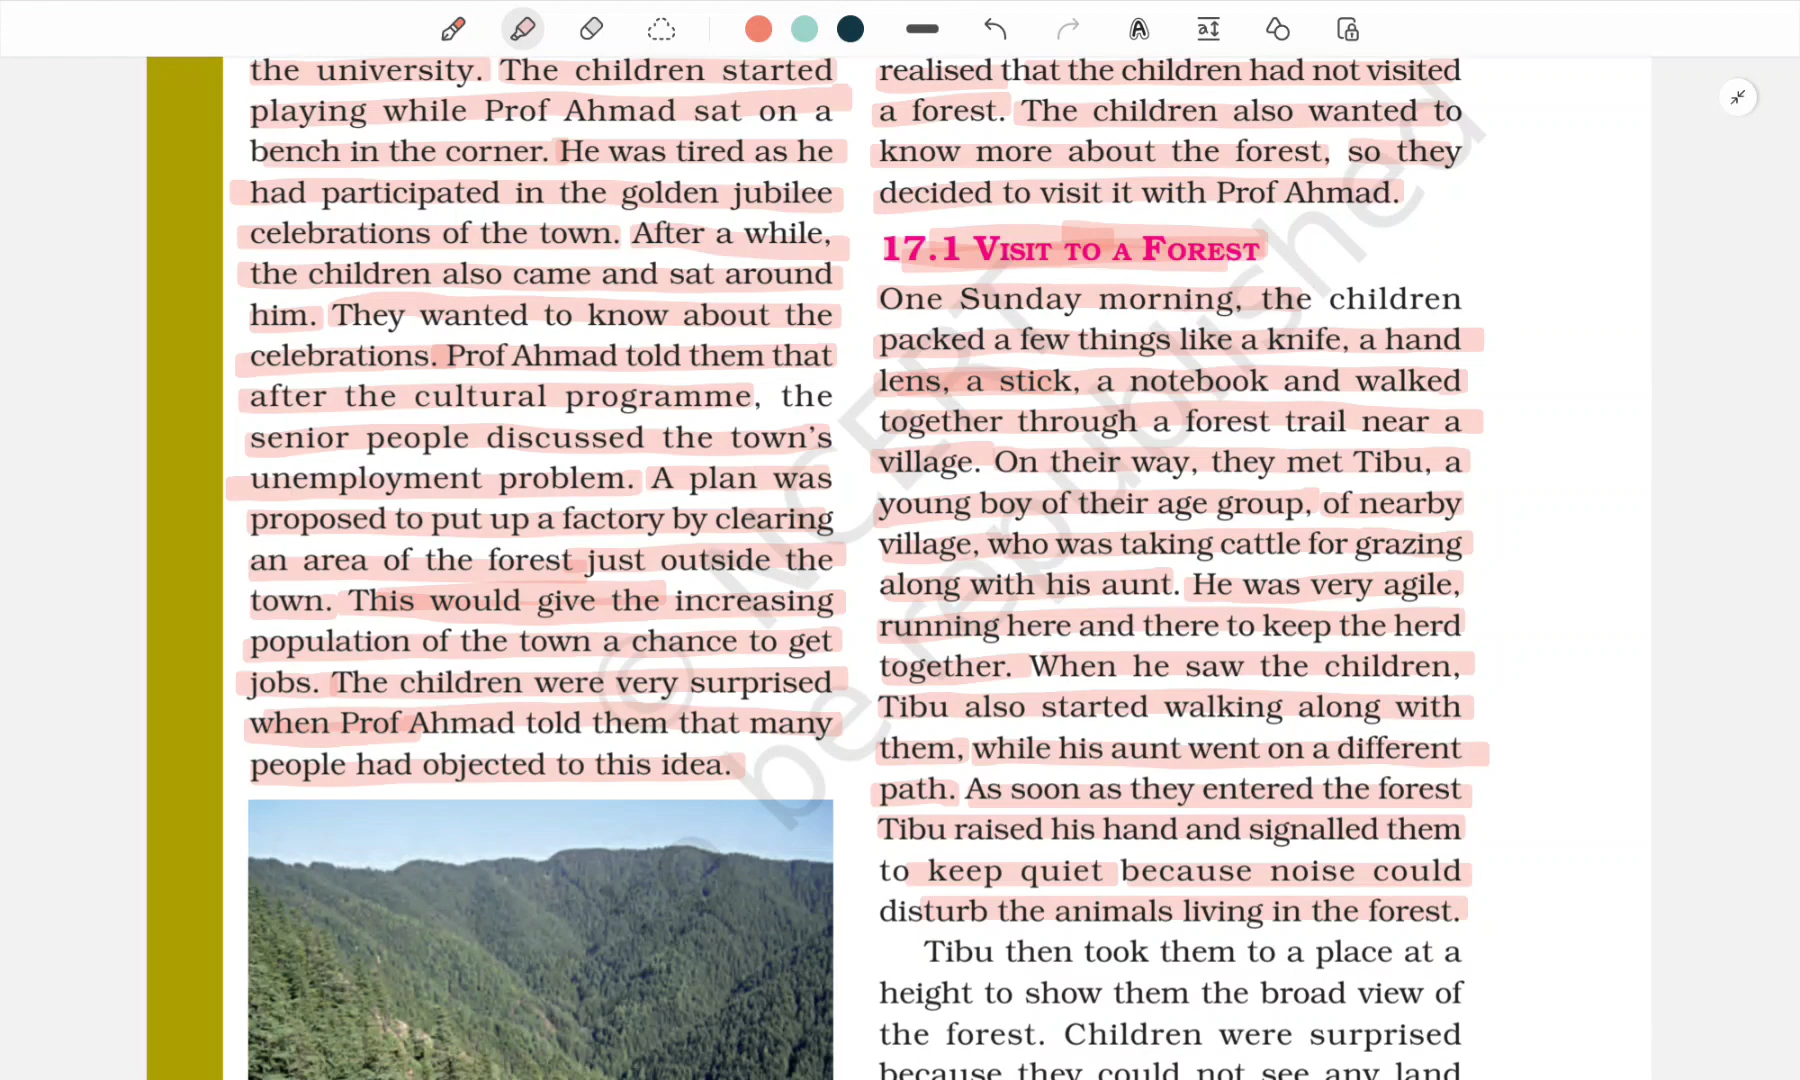 the university. The children started
playing while Prof Ahmad sat on a
bench in the corner. He was tired as he
had participated in the golden jubilee
celebrations of the town. After a while,
the children also came and sat around
him. They wanted to know about the
celebrations. Prof Ahmad told them that
after the cultural programme, the
senior people discussed the town's
unemployment problem. A plan was
proposed to put up a factory by clearing
an area of the forest just outside the
town. This would give the increasing
population of the town a chance to get
jobs. The children were very surprised
when Prof Ahmad told them that many
people had objected to this idea.
realised that the children had not visited
a forest. The children also wanted to
know more about the forest, so they
decided to visit it with Prof Ahmad.
17.1 VISIT TO A FOREST
One Sunday morning, the children
packed a few things like a knife, a hand
lens, a stick, a notebook and walked
together through a forest trail near a
village. On their way, they met Tibu, a
young boy of their age group, of nearby
village, who was taking cattle for grazing
along with his aunt. He was very agile,
running here and there to keep the herd
together. When he saw the children,
Tibu also started walking along with
them, while his aunt went on a different
path. As soon as they entered the forest
Tibu raised his hand and signalled them
to keep quiet because noise could
disturb the animals living in the forest.
Tibu then took them to a place at a
height to show them the broad view of
the forest. Children were surprised
because they could not see any land
© NCERT
be republished